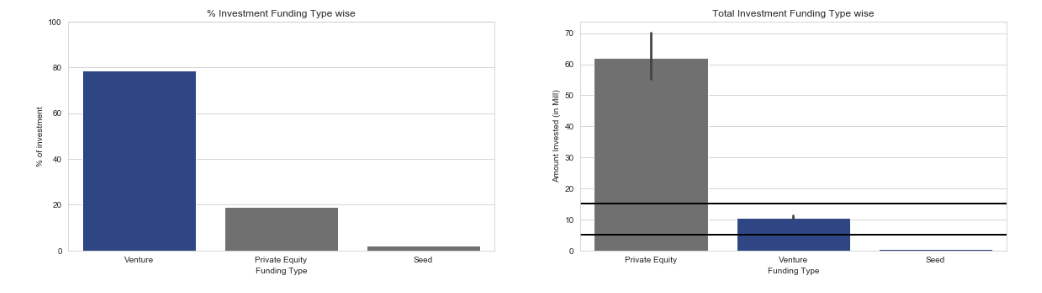 % Investment Funding Type wise
100
80
60
40
20
0
% of investment
Venture
Private Equity
Seed
Funding Type
Total Investment Funding Type wise
70
60
50
40
30
20
10
0
Amount Invested (in Mill)
Private Equity
Venture
Seed
Funding Type